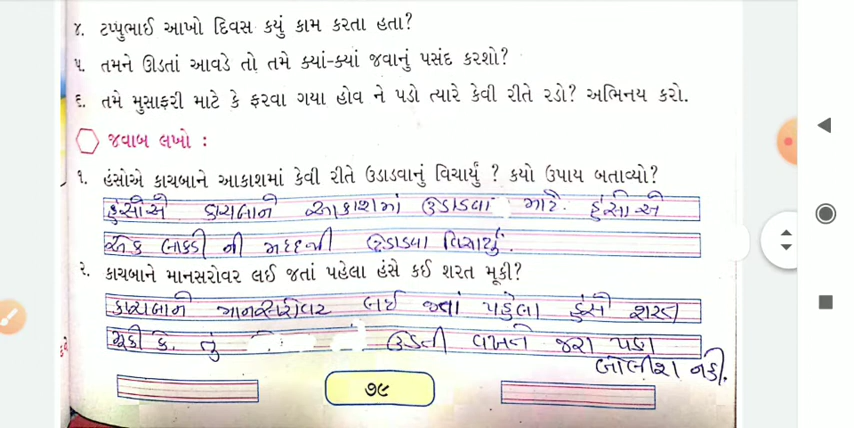 ૪. ટપ્પુભાઈ આખો દિવસ કયું કામ કરતા હતા?
૫. તમને ઊડતાં આવડે તો તમે ક્યાં-ક્યાં જવાનું પસંદ કરશો?
૬. તમે મુસાફરી માટે કે ફરવા ગયા હોવ ને પડો ત્યારે કેવી રીતે રડો? અભિનય કરો.
જવાબ લખો :
૧. હંસોએ કાચબાને આકાશમાં કેવી રીતે ઉડાડવાનું વિચાર્યું ? કયો ઉપાય બતાવ્યો?
હંસોએ કાચબાને આકાશમાં ઉડાડવા માટે. હંસોએ
એક લાકડી ની મદદથી ઉડાડવા વિચાર્યું.
૨. કાચબાને માનસરોવર લઈ જતાં પહેલા હંસે કઈ શરત મૂકી?
કાચબાને માનસરોવર લઈ જતાં પહેલા હંસે શરત
મૂકી કે. તું ઉડતી વખતે જરા પણ
બોલીશ નહી.
૭૯